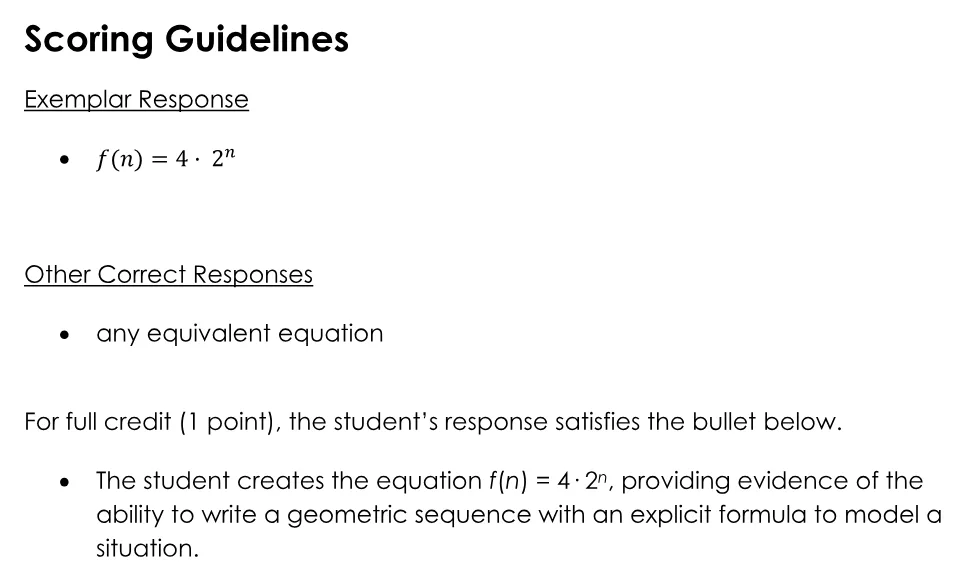 Scoring Guidelines
Exemplar Response
• f(n) = 4 · 2ⁿ
Other Correct Responses
• any equivalent equation
For full credit (1 point), the student’s response satisfies the bullet below.
• The student creates the equation f(n) = 4 · 2ⁿ, providing evidence of the
ability to write a geometric sequence with an explicit formula to model a
situation.